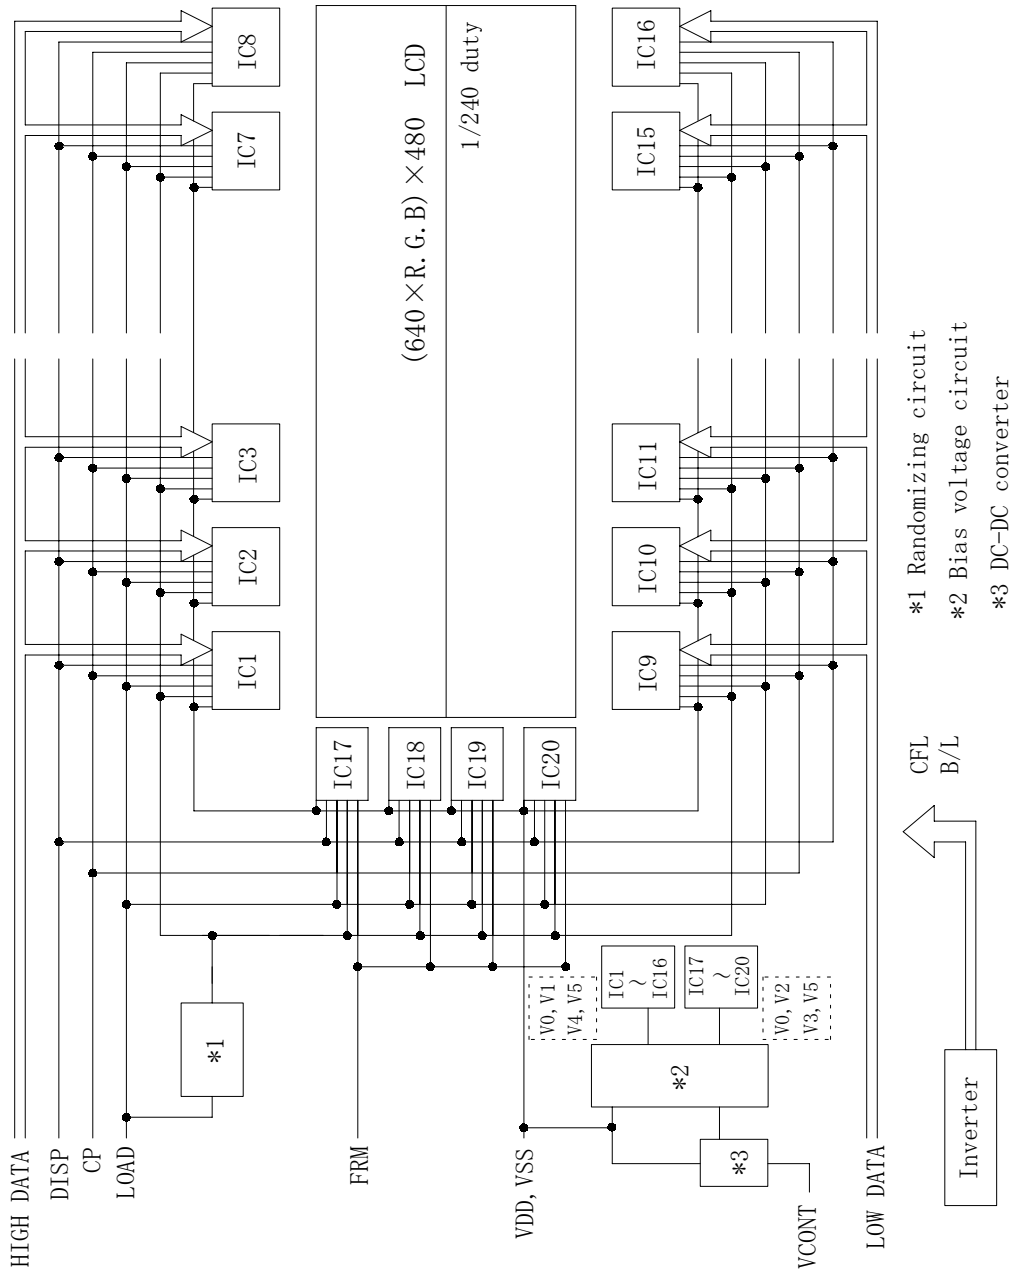 HIGH DATA
DISP
CP
LOAD
FRM
VDD, VSS
VCONT
LOW DATA
*1
*2
*3
V0, V1
V4, V5
IC1
～
IC16
IC17
～
IC20
V0, V2
V3, V5
Inverter
CFL
B/L
IC17
IC18
IC19
IC20
IC1
IC2
IC3
IC7
IC8
IC9
IC10
IC11
IC15
IC16
(640×R.G.B)×480 LCD
1/240 duty
*1 Randomizing circuit
*2 Bias voltage circuit
*3 DC-DC converter